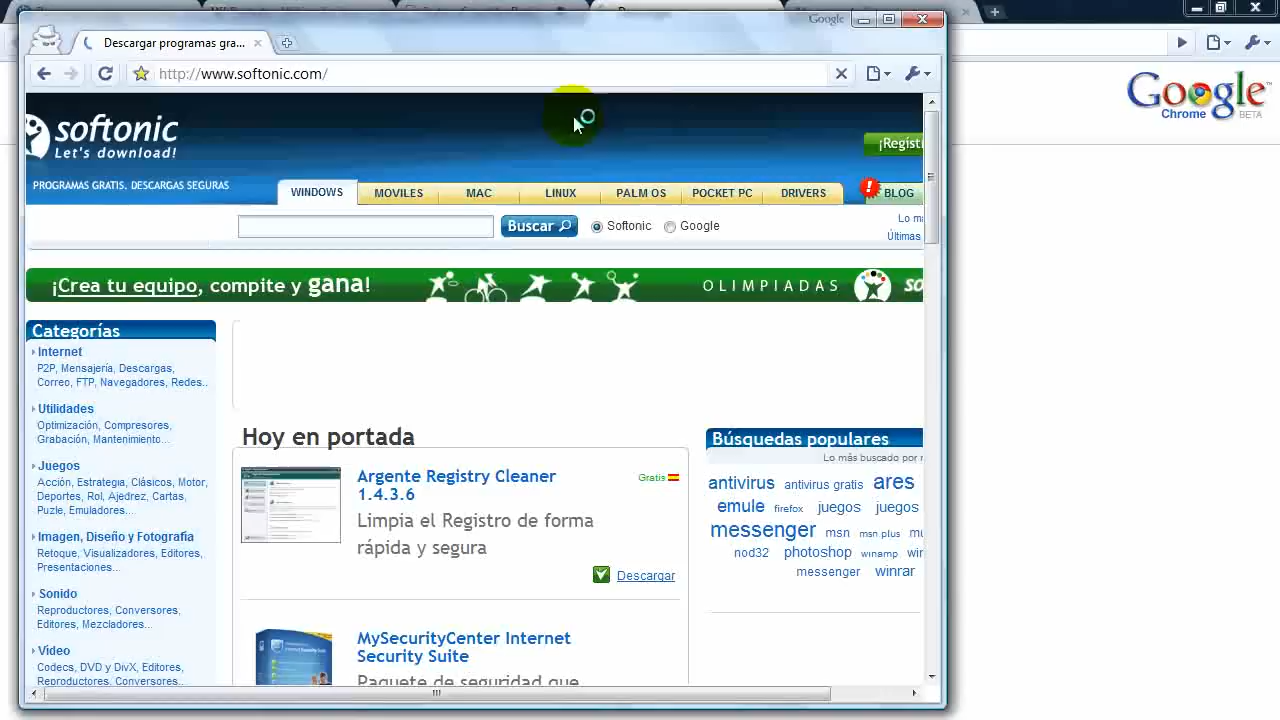 Google
Descargar programas gra...
http://www.softonic.com/
Google
Chrome BETA
softonic
Let's download!
¡Regístr
PROGRAMAS GRATIS. DESCARGAS SEGURAS
WINDOWS
MOVILES
MAC
LINUX
PALM OS
POCKET PC
DRIVERS
! BLOG
Buscar
Softonic
Google
Lo m
Últimas
¡Crea tu equipo, compite y gana!
OLIMPIADAS
so
Categorías
Internet
P2P, Mensajería, Descargas,
Correo, FTP, Navegadores, Redes..
Utilidades
Optimización, Compresores,
Grabación, Mantenimiento...
Juegos
Acción, Estrategia, Clásicos, Motor,
Deportes, Rol, Ajedrez, Cartas,
Puzle, Emuladores...
Imagen, Diseño y Fotografía
Retoque, Visualizadores, Editores,
Presentaciones...
Sonido
Reproductores, Conversores,
Editores, Mezcladores...
Video
Codecs, DVD y DivX, Editores,
Reproductores, Conversores...
Hoy en portada
Argente Registry Cleaner
1.4.3.6
Gratis
Limpia el Registro de forma
rápida y segura
Descargar
MySecurityCenter Internet
Security Suite
Paquete de seguridad que
Búsquedas populares
Lo más buscado por
antivirus antivirus gratis ares
emule firefox juegos juegos
messenger msn msn plus
nod32 photoshop winamp
messenger winrar